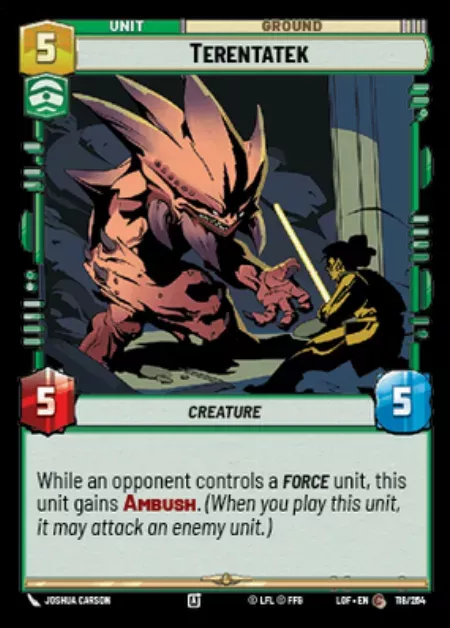 UNIT GROUND
5 TERENTATEK
5 CREATURE 5
While an opponent controls a FORCE unit, this
unit gains AMBUSH. (When you play this unit,
it may attack an enemy unit.)
JOSHUA CARSON A © LFL © FFG LOF • EN 118/264